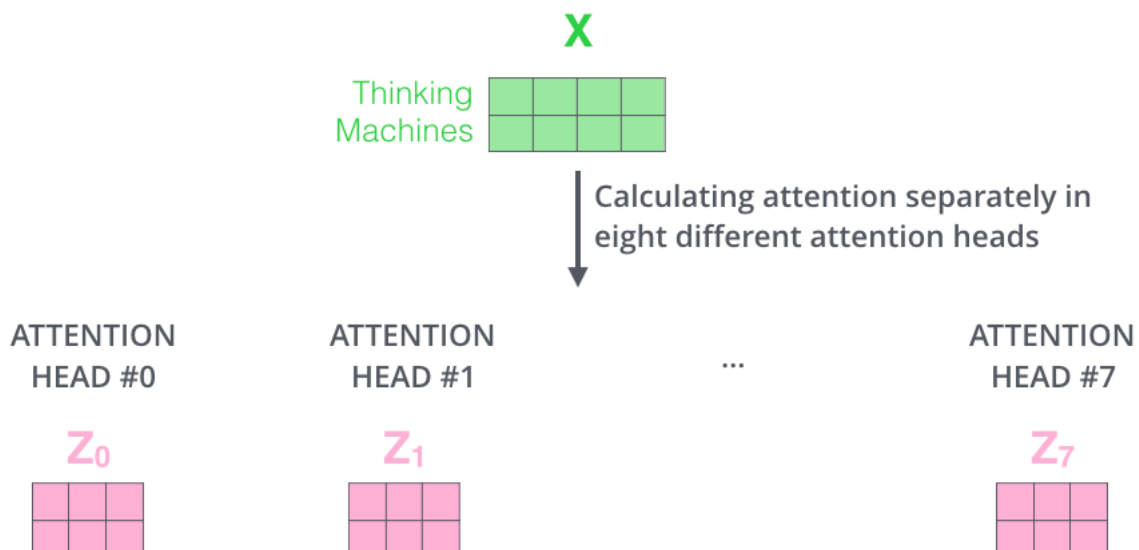 X
Thinking
Machines
Calculating attention separately in
eight different attention heads
ATTENTION
HEAD #0
ATTENTION
HEAD #1
...
ATTENTION
HEAD #7
Z0
Z1
Z7